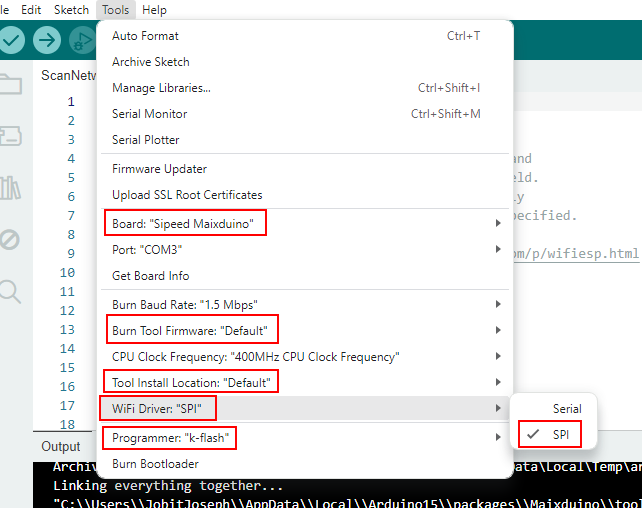 le Edit Sketch Tools Help
Auto Format Ctrl+T
ScanNetw
Archive Sketch
Manage Libraries... Ctrl+Shift+I
1
Serial Monitor Ctrl+Shift+M
2
Serial Plotter
3
4
and
5
Firmware Updater
eld.
6
Upload SSL Root Certificates
ly
7
Board: "Sipeed Maixduino"
pecified.
8
Port: "COM3"
9
om/p/wifiesp.html
Get Board Info
10
11
Burn Baud Rate: "1.5 Mbps"
12
Burn Tool Firmware: "Default"
13
CPU Clock Frequency: "400MHz CPU Clock Frequency"
14
15
Tool Install Location: "Default"
16
WiFi Driver: "SPI"
Serial
17
Programmer: "k-flash"
SPI
18
Output
Burn Bootloader
Archiv
Data\Local\Temp\ar
Linking everything together...
"C:\\Users\\JobitJoseph\\AppData\\Local\\Arduino15\\packages\\Maixduino\\tool